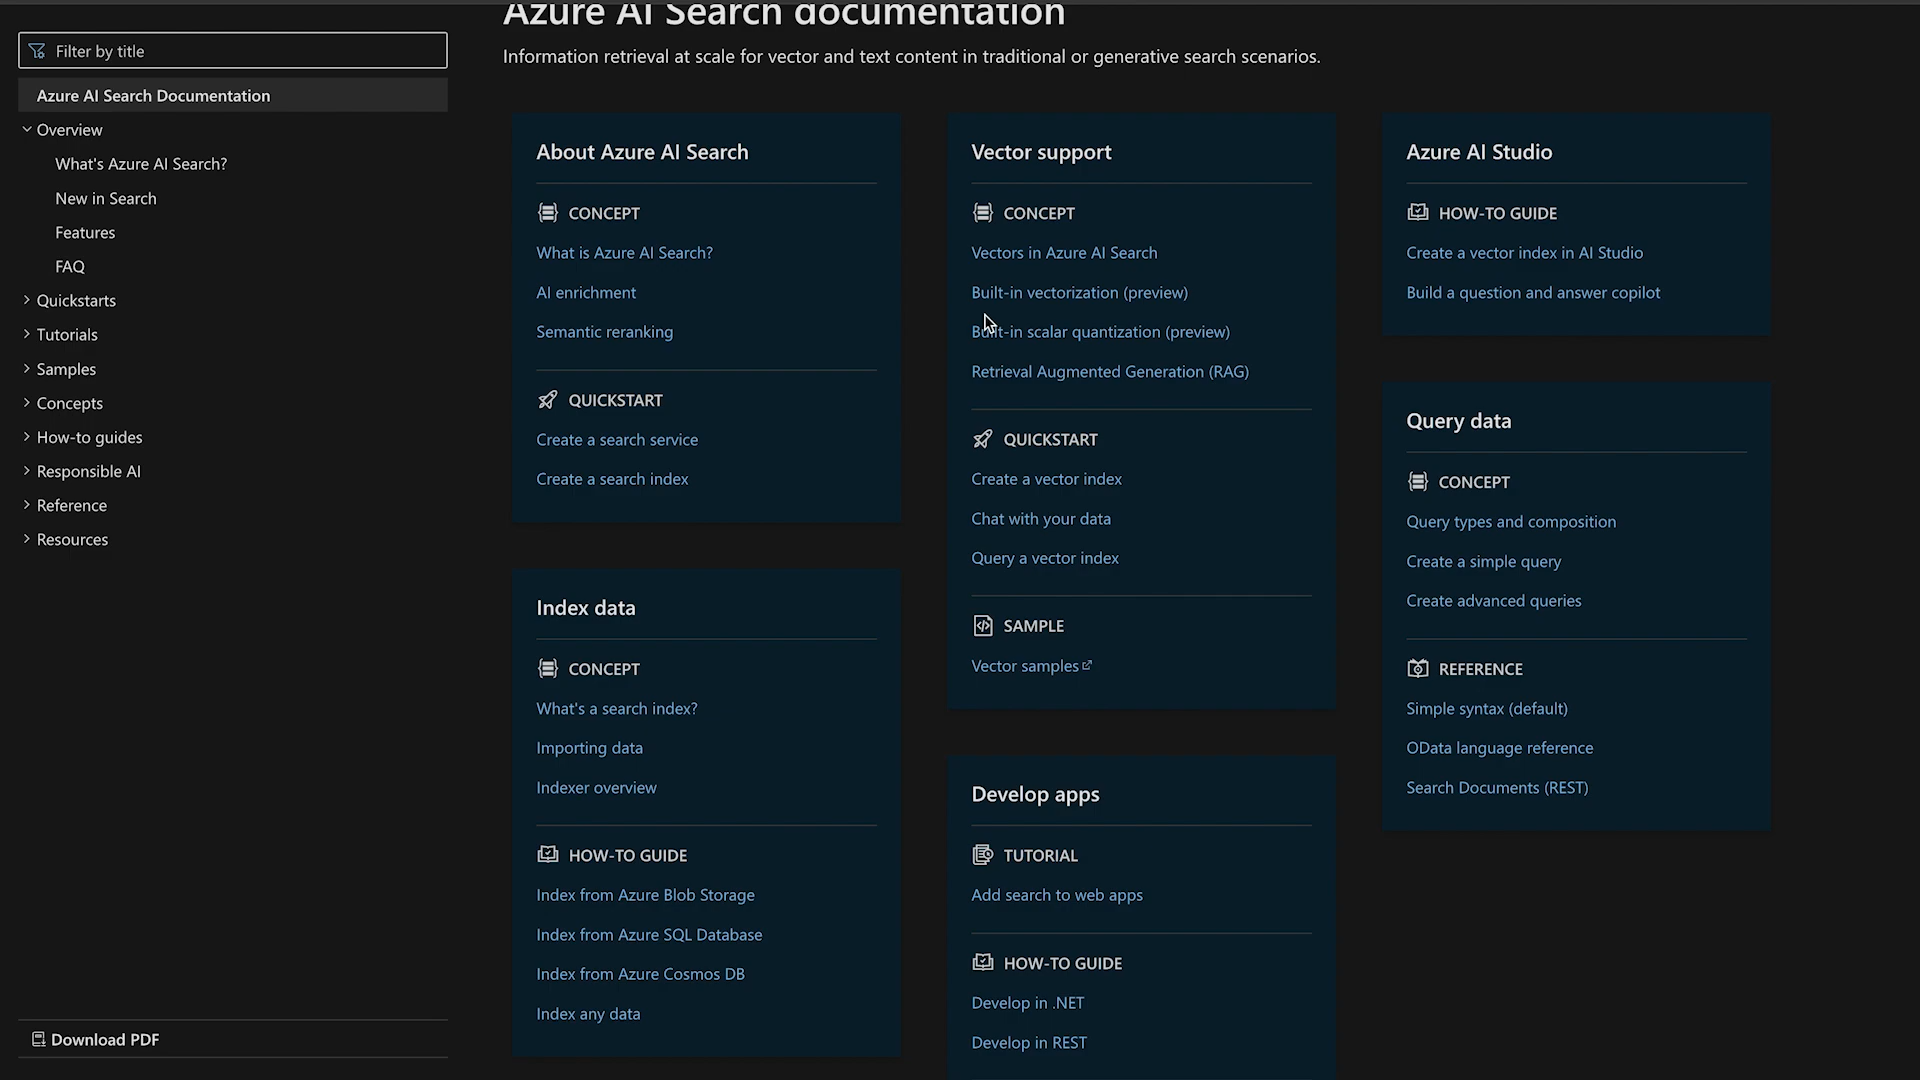 Azure AI Search documentation
Information retrieval at scale for vector and text content in traditional or generative search scenarios.
Filter by title
Azure AI Search Documentation
Overview
What's Azure AI Search?
New in Search
Features
FAQ
Quickstarts
Tutorials
Samples
Concepts
How-to guides
Responsible AI
Reference
Resources
Download PDF
About Azure AI Search
CONCEPT
What is Azure AI Search?
AI enrichment
Semantic reranking
QUICKSTART
Create a search service
Create a search index
Index data
CONCEPT
What's a search index?
Importing data
Indexer overview
HOW-TO GUIDE
Index from Azure Blob Storage
Index from Azure SQL Database
Index from Azure Cosmos DB
Index any data
Vector support
CONCEPT
Vectors in Azure AI Search
Built-in vectorization (preview)
Built-in scalar quantization (preview)
Retrieval Augmented Generation (RAG)
QUICKSTART
Create a vector index
Chat with your data
Query a vector index
SAMPLE
Vector samples
Develop apps
TUTORIAL
Add search to web apps
HOW-TO GUIDE
Develop in .NET
Develop in REST
Azure AI Studio
HOW-TO GUIDE
Create a vector index in AI Studio
Build a question and answer copilot
Query data
CONCEPT
Query types and composition
Create a simple query
Create advanced queries
REFERENCE
Simple syntax (default)
OData language reference
Search Documents (REST)